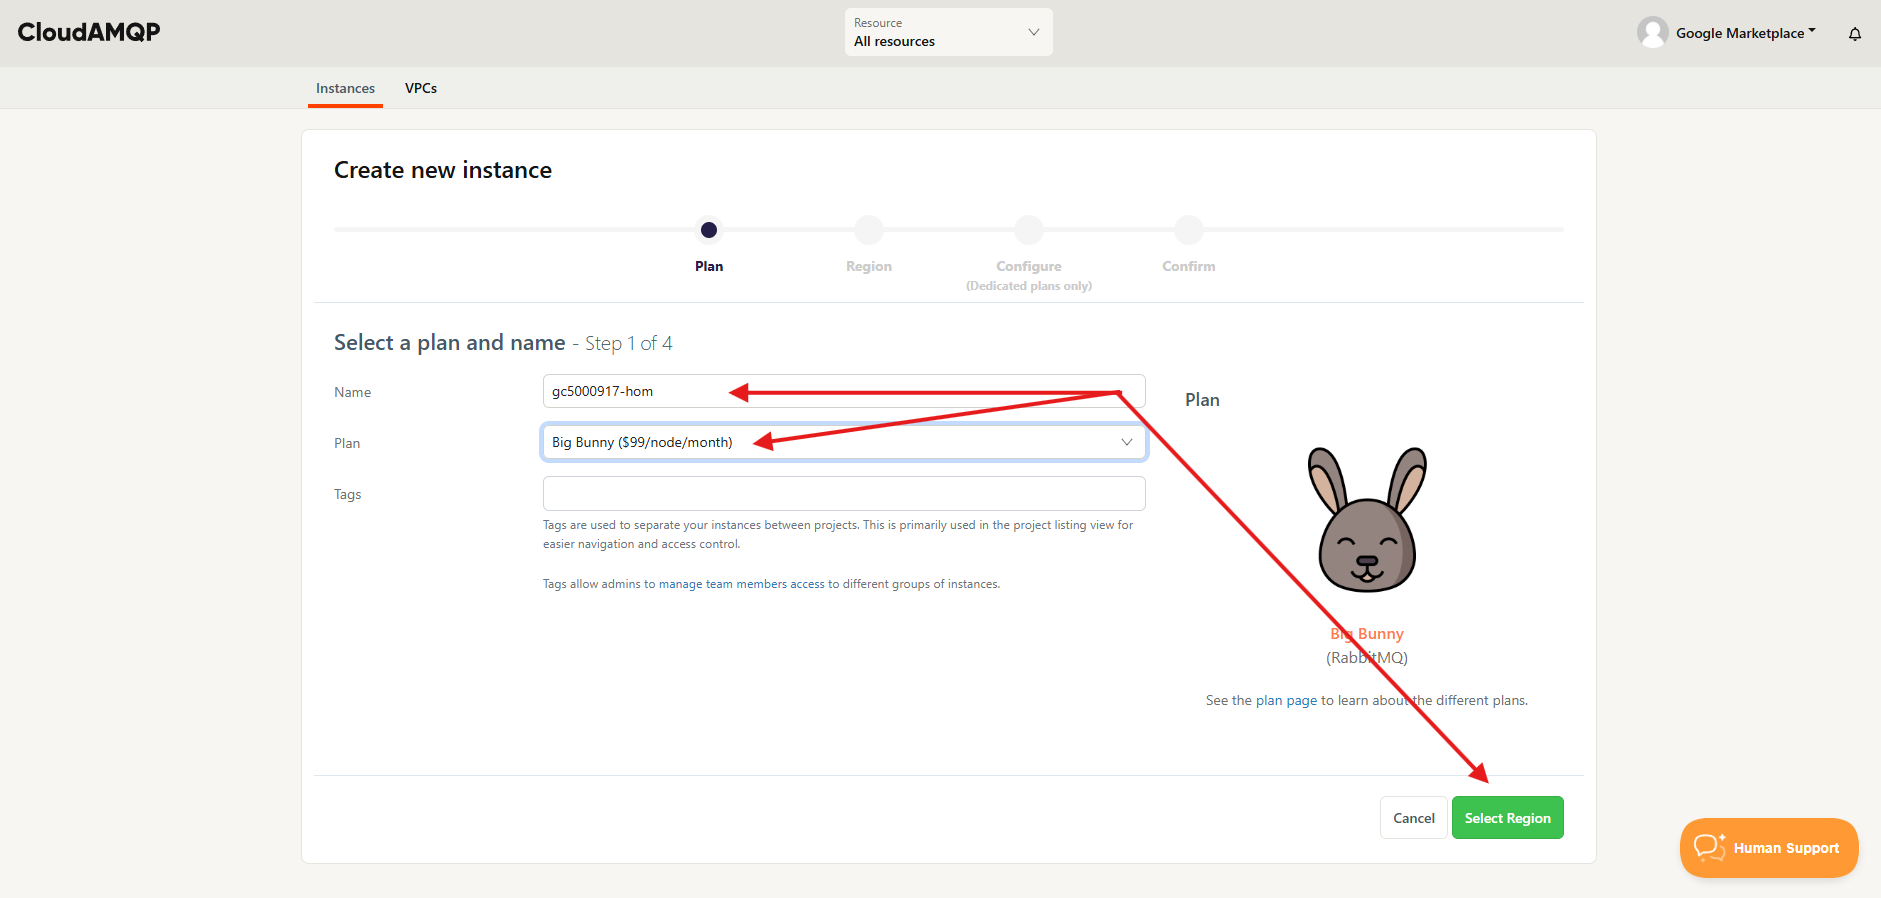 CloudAMQP
Resource
All resources
Google Marketplace
Instances
VPCs
Create new instance
Plan
Region
Configure
(Dedicated plans only)
Confirm
Select a plan and name - Step 1 of 4
Name
gc5000917-hom
Plan
Big Bunny ($99/node/month)
Tags
Tags are used to separate your instances between projects. This is primarily used in the project listing view for
easier navigation and access control.
Tags allow admins to manage team members access to different groups of instances.
Plan
Big Bunny
(RabbitMQ)
See the plan page to learn about the different plans.
Cancel
Select Region
Human Support